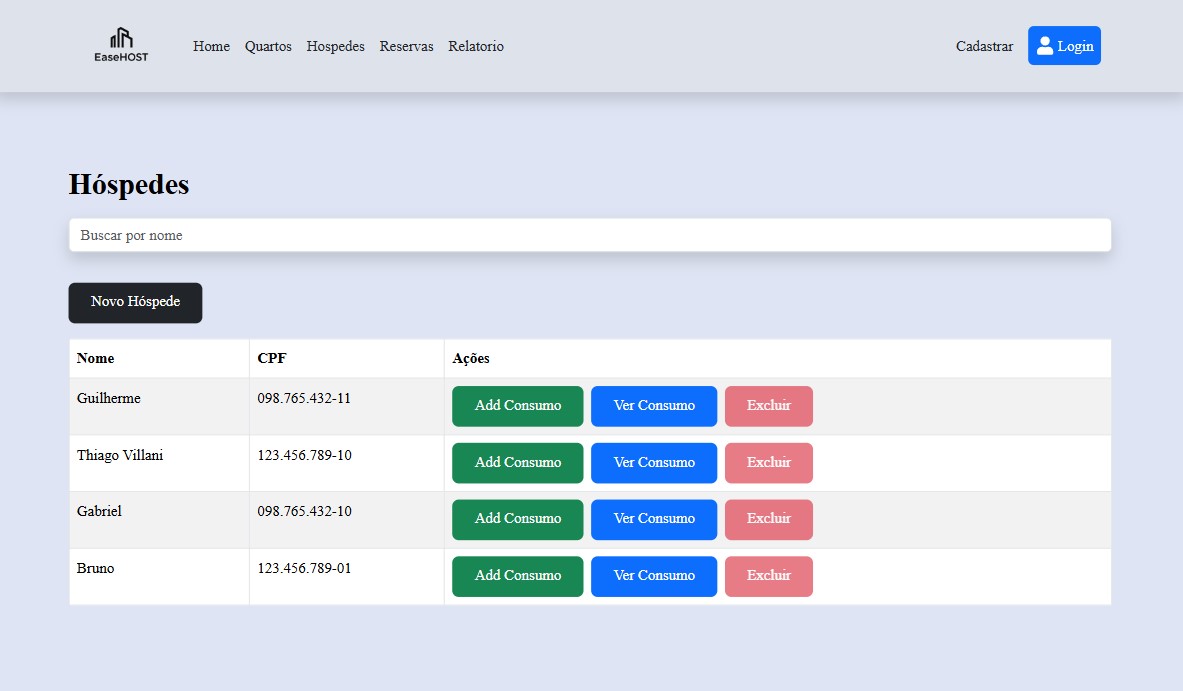 EaseHOST
Home Quartos Hospedes Reservas Relatorio Cadastrar Login
Hóspedes
Buscar por nome
Novo Hóspede
Nome CPF Ações
Guilherme 098.765.432-11 Add Consumo Ver Consumo Excluir
Thiago Villani 123.456.789-10 Add Consumo Ver Consumo Excluir
Gabriel 098.765.432-10 Add Consumo Ver Consumo Excluir
Bruno 123.456.789-01 Add Consumo Ver Consumo Excluir